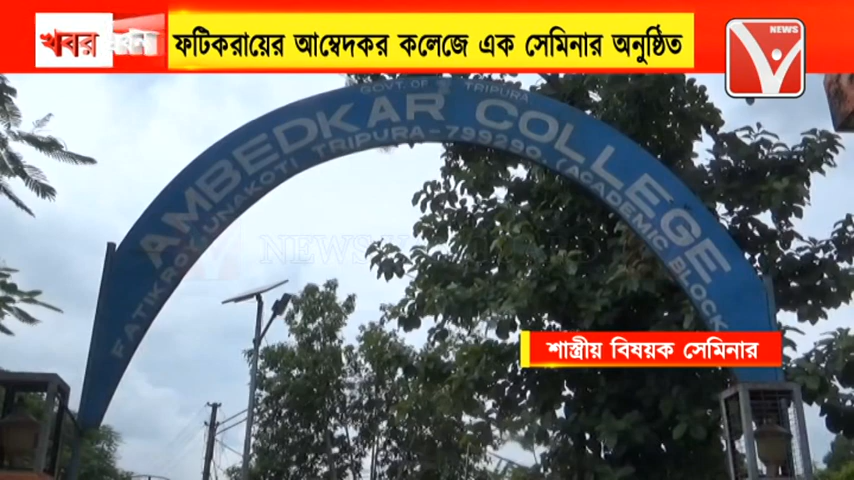 খবর
ফটিকরায়ের আম্বেদকর কলেজে এক সেমিনার অনুষ্ঠিত
NEWS
GOVT. OF TRIPURA
AMBEDKAR COLLEGE
FATIKROY, UNAKOTI, TRIPURA-799290. (ACADEMIC BLOCK
NEWS
শাস্ত্রীয় বিষয়ক সেমিনার